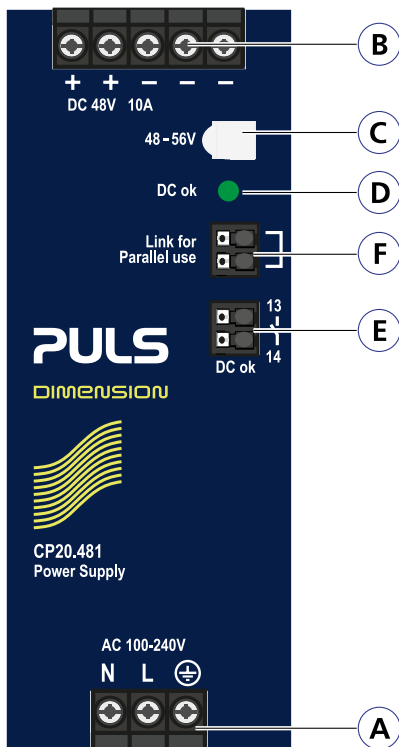 B
+ + – – –
DC 48V 10A
C
48–56V
DC ok
D
Link for
Parallel use
F
13
E
14
DC ok
PULS
DIMENSION
CP20.481
Power Supply
AC 100-240V
N L
A